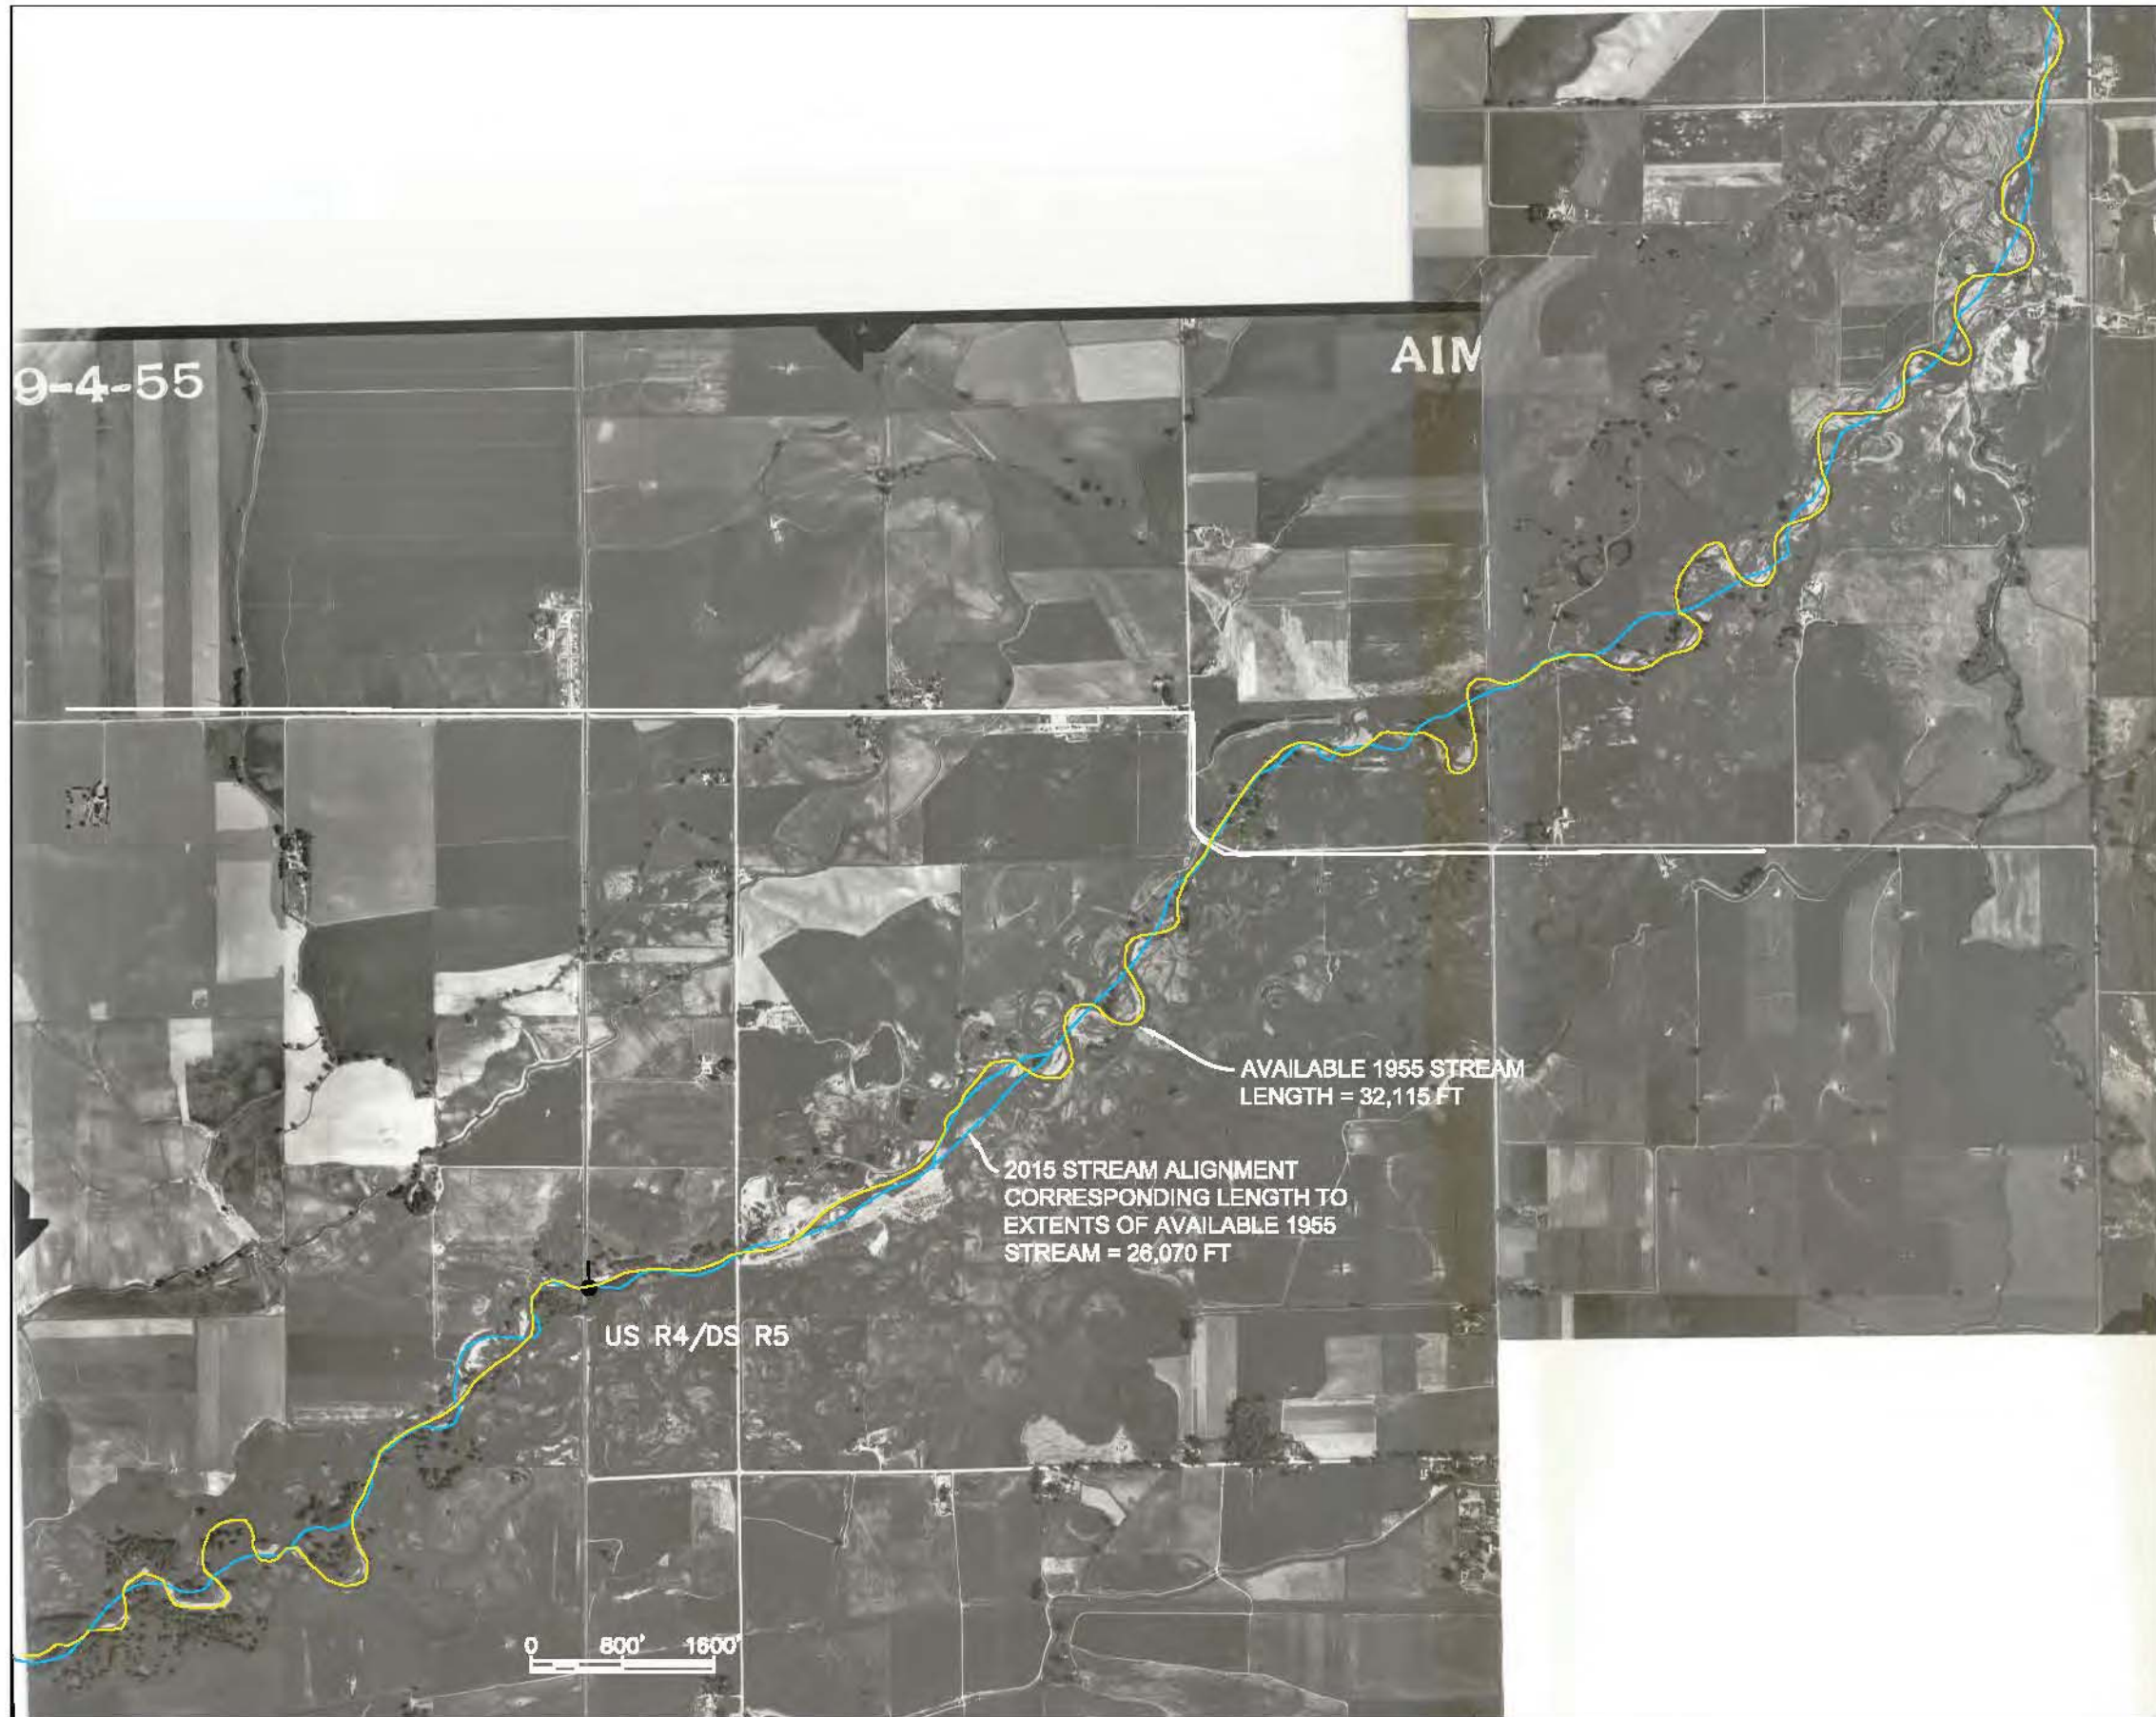 9-4-55
AIM
AVAILABLE 1955 STREAM
LENGTH = 32,115 FT
2015 STREAM ALIGNMENT
CORRESPONDING LENGTH TO
EXTENTS OF AVAILABLE 1955
STREAM = 26,070 FT
US R4/DS R5
0 800' 1600'